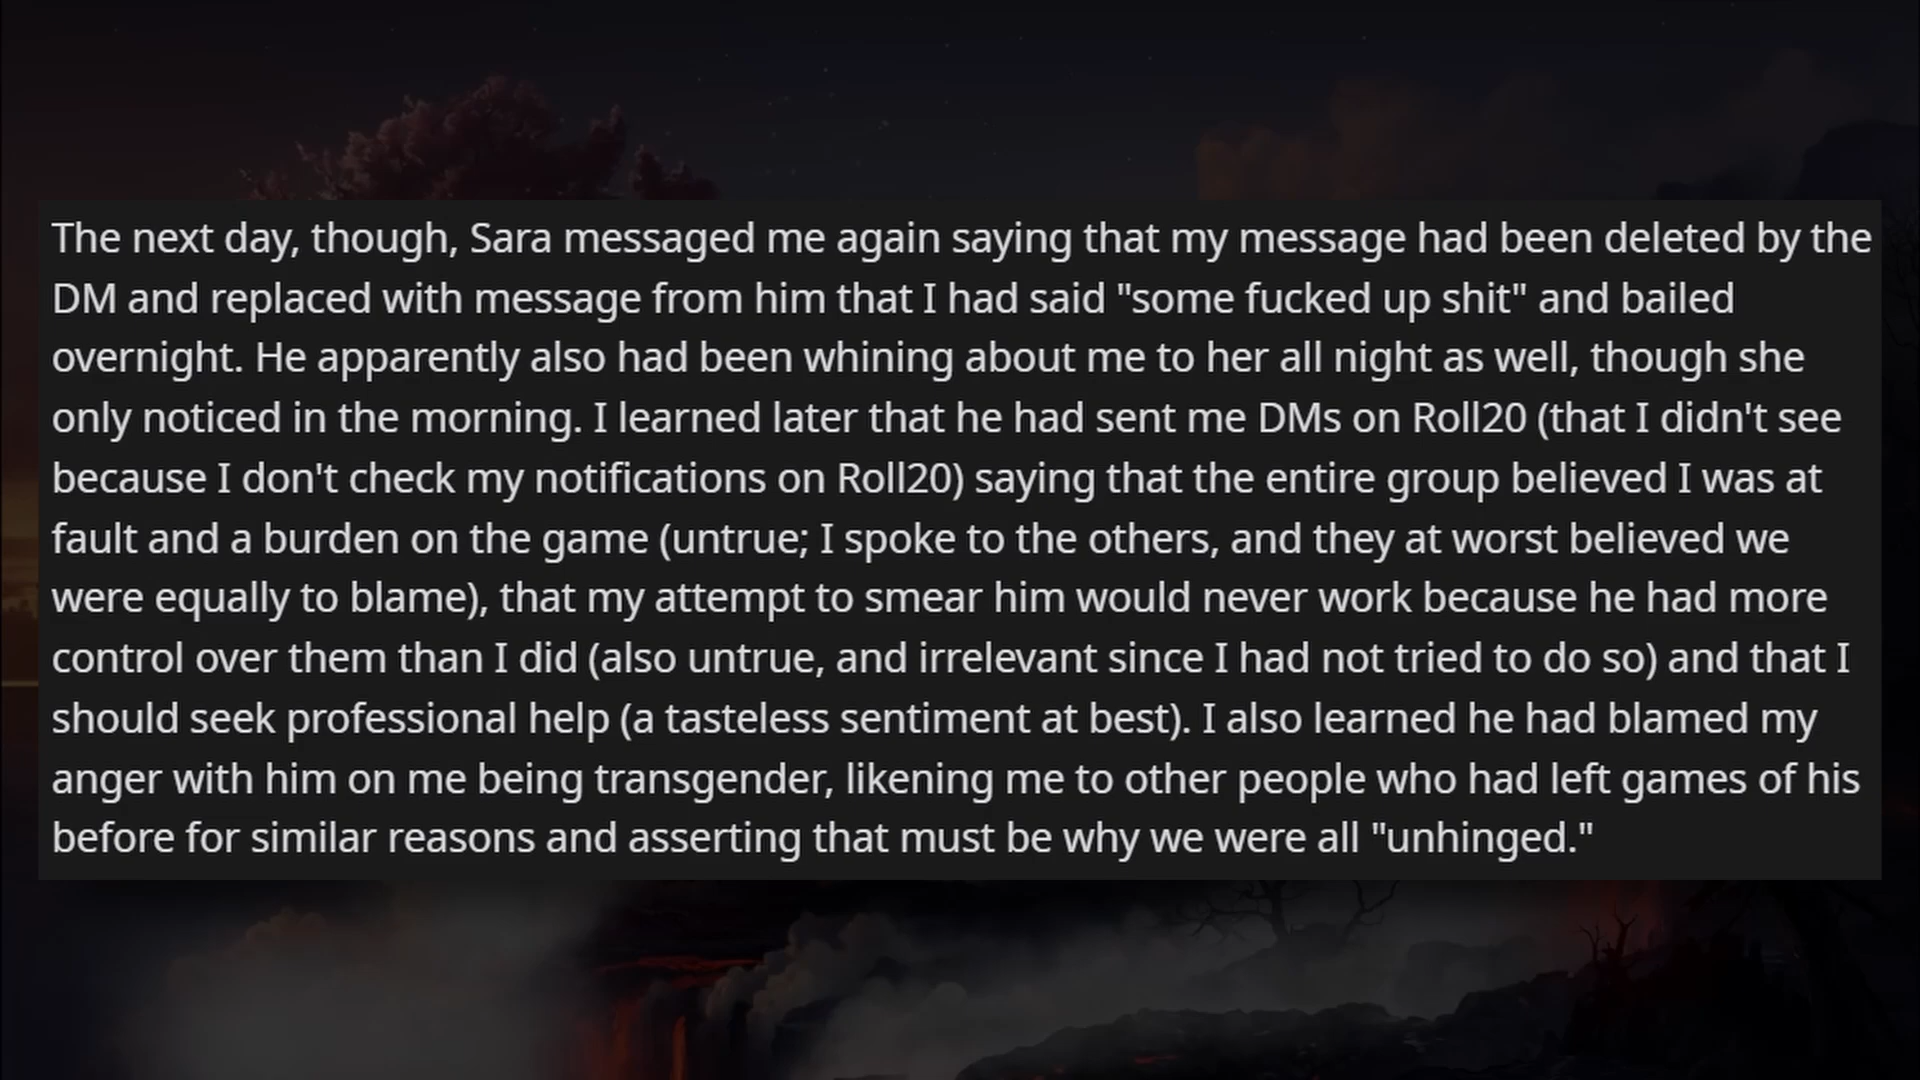 The next day, though, Sara messaged me again saying that my message had been deleted by the
DM and replaced with message from him that I had said "some fucked up shit" and bailed
overnight. He apparently also had been whining about me to her all night as well, though she
only noticed in the morning. I learned later that he had sent me DMs on Roll20 (that I didn't see
because I don't check my notifications on Roll20) saying that the entire group believed I was at
fault and a burden on the game (untrue; I spoke to the others, and they at worst believed we
were equally to blame), that my attempt to smear him would never work because he had more
control over them than I did (also untrue, and irrelevant since I had not tried to do so) and that I
should seek professional help (a tasteless sentiment at best). I also learned he had blamed my
anger with him on me being transgender, likening me to other people who had left games of his
before for similar reasons and asserting that must be why we were all "unhinged."